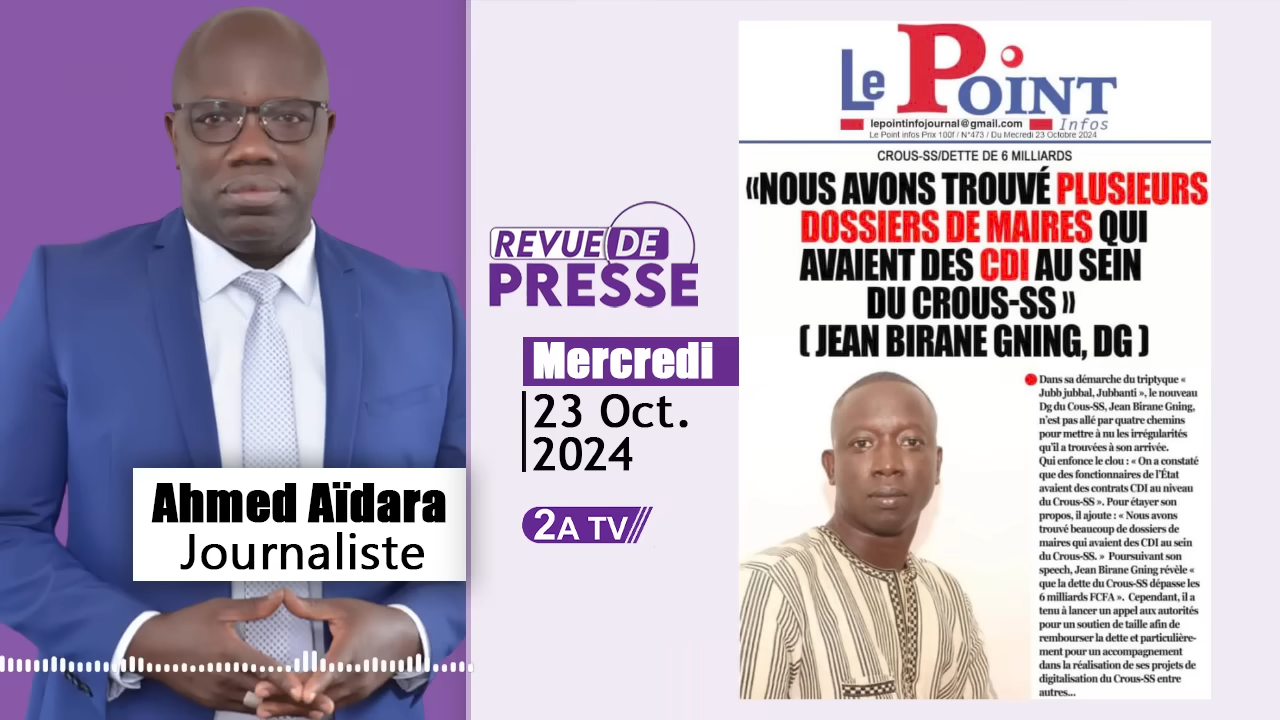 Ahmed Aïdara
Journaliste
REVUE DE
PRESSE
Mercredi
23 Oct.
2024
2A TV
Le POINT
Infos
lepointinfojournal@gmail.com
Le Point infos Prix 100f / N°473 / Du Mecredi 23 Octobre 2024
CROUS-SS/DETTE DE 6 MILLIARDS
«NOUS AVONS TROUVÉ PLUSIEURS
DOSSIERS DE MAIRES QUI
AVAIENT DES CDI AU SEIN
DU CROUS-SS »
( JEAN BIRANE GNING, DG )
Dans sa démarche du triptyque «
Jubb jubbal, Jubbanti », le nouveau
Dg du Cous-SS, Jean Birane Gning,
n'est pas allé par quatre chemins
pour mettre à nu les irrégularités
qu'il a trouvées à son arrivée.
Qui enfonce le clou : « On a constaté
que des fonctionnaires de l'État
avaient des contrats CDI au niveau
du Crous-SS ». Pour étayer son
propos, il ajoute : « Nous avons
trouvé beaucoup de dossiers de
maires qui avaient des CDI au sein
du Crous-SS. » Poursuivant son
speech, Jean Birane Gning révèle «
que la dette du Crous-SS dépasse les
6 milliards FCFA ». Cependant, il a
tenu à lancer un appel aux autorités
pour un soutien de taille afin de
rembourser la dette et particulière-
ment pour un accompagnement
dans la réalisation de ses projets de
digitalisation du Crous-SS entre
autres...